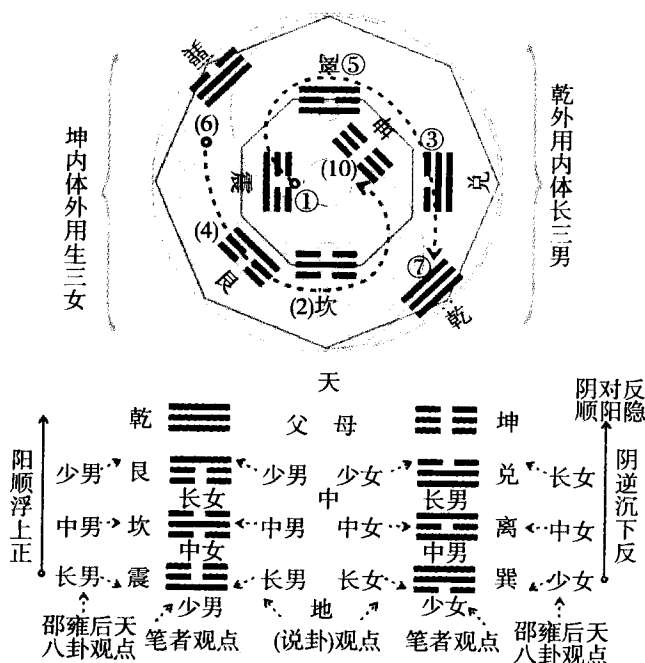 巽
离⑤
坤
(6)
③
(10)
震
①
兑
坤内体外用生三女
乾外用内体长三男
(4)
⑦
艮
(2)坎
乾
天
阴对反
顺阳隐
乾
父 母
坤
阳顺浮上正
少男
艮
少男
少女
兑
长女
阴逆沉下反
长女
中
长男
中男
坎
中男
中女
离
中女
中女
中男
长男
震
长男
长女
巽
少女
少男
地
少女
邵雍后天
八卦观点
笔者观点
(说卦)观点
笔者观点
邵雍后天
八卦观点